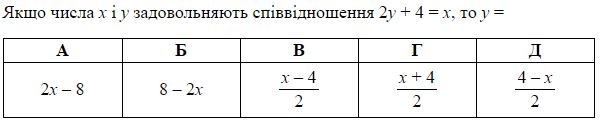 Якщо числа x і y задовольняють співвідношення 2y + 4 = x, то y =
А Б В Г Д
2x – 8 8 – 2x (x – 4)/2 (x + 4)/2 (4 – x)/2